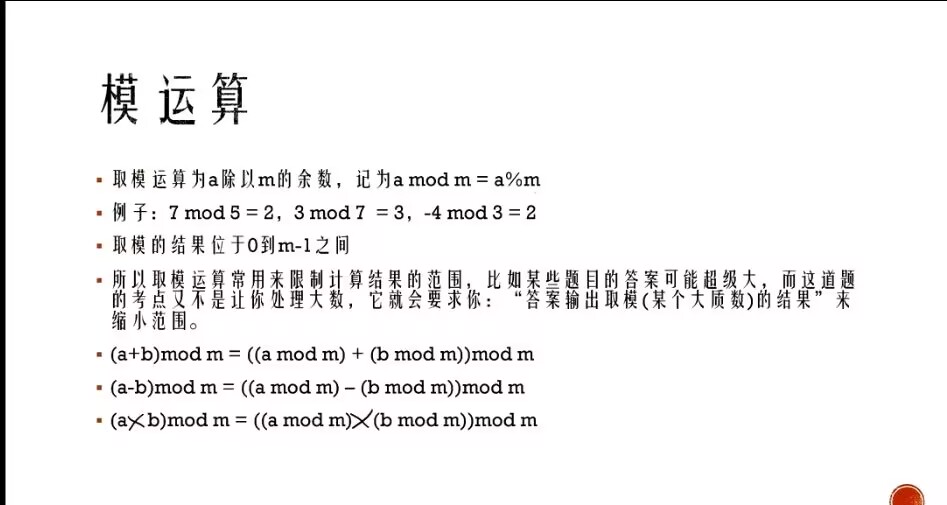 模运算
▪ 取模运算为a除以m的余数，记为a mod m = a%m
▪ 例子：7 mod 5 = 2，3 mod 7 = 3，-4 mod 3 = 2
▪ 取模的结果位于0到m-1之间
▪ 所以取模运算常用来限制计算结果的范围，比如某些题目的答案可能超级大，而这道题
的考点又不是让你处理大数，它就会要求你：“答案输出取模(某个大质数)的结果”来
缩小范围。
▪ (a+b)mod m = ((a mod m) + (b mod m))mod m
▪ (a-b)mod m = ((a mod m) – (b mod m))mod m
▪ (a×b)mod m = ((a mod m)×(b mod m))mod m